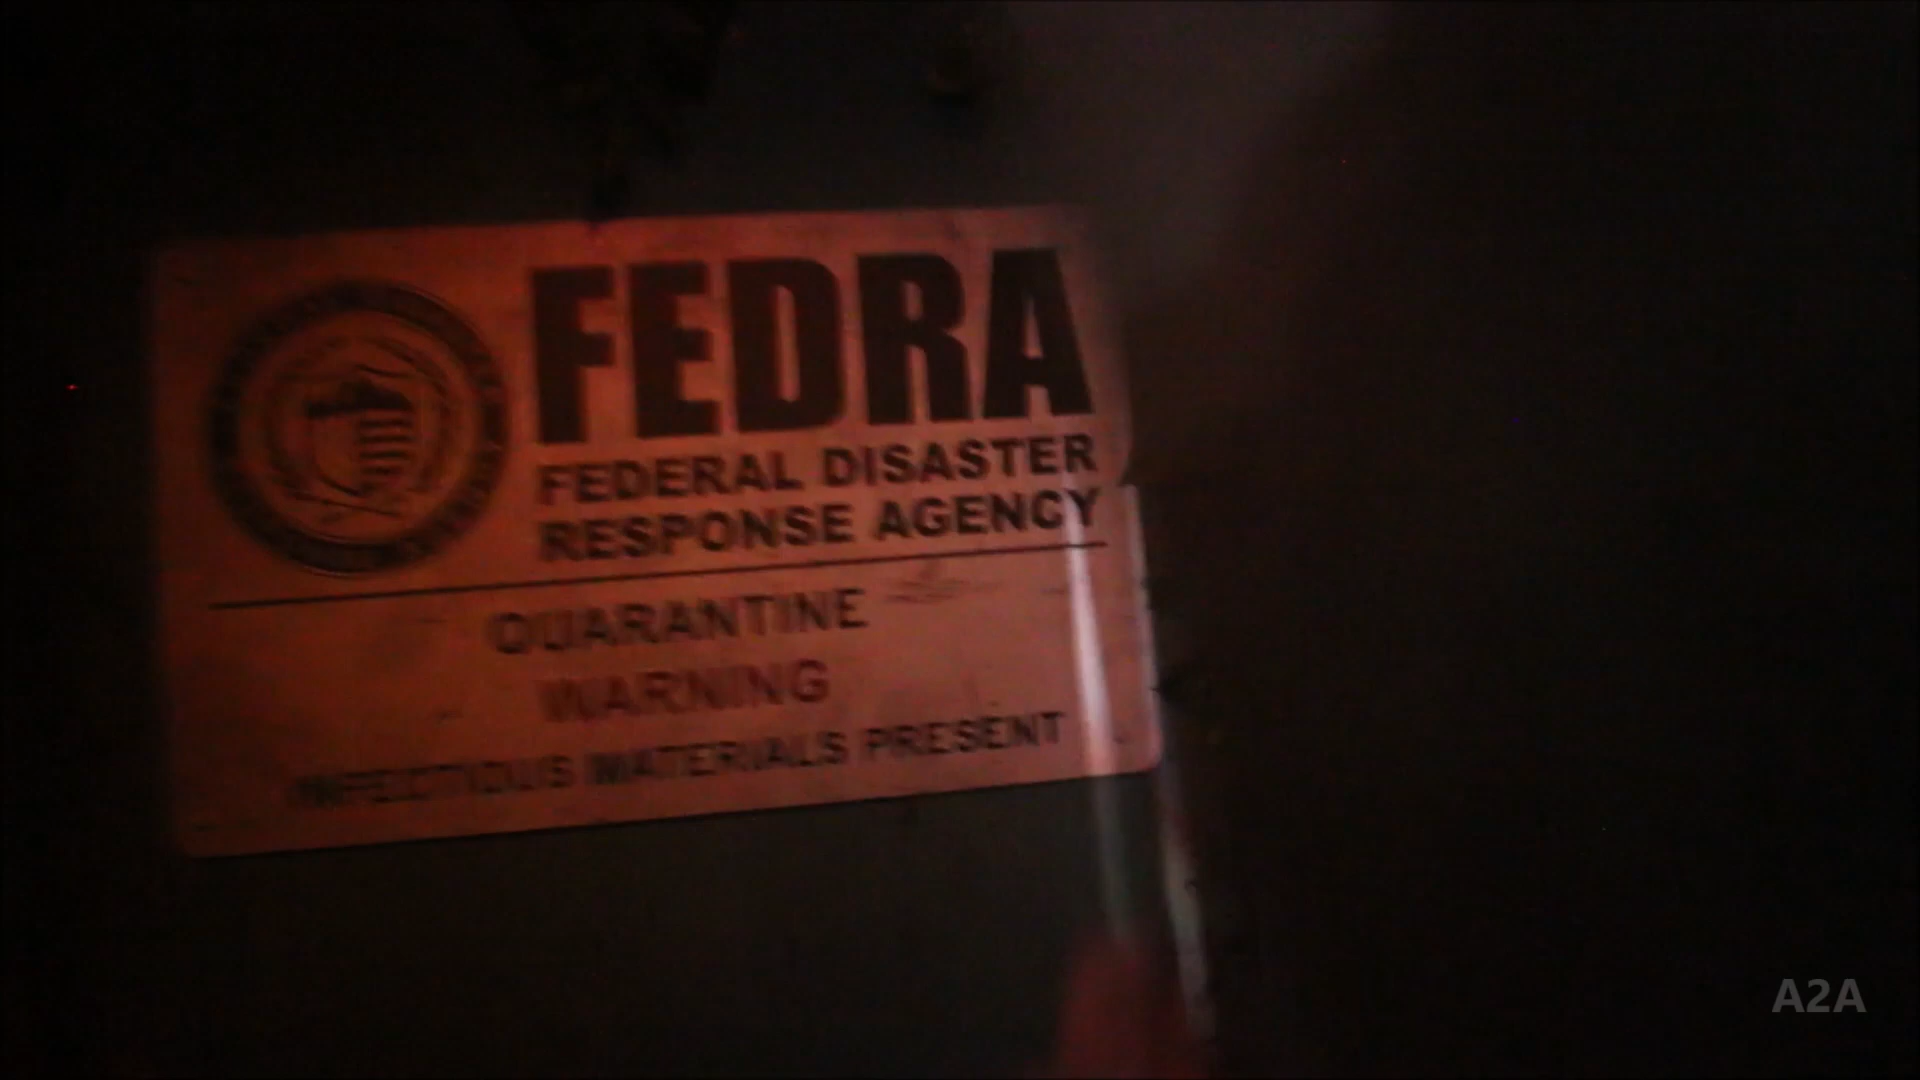 FEDRA
FEDERAL DISASTER
RESPONSE AGENCY
QUARANTINE
WARNING
INFECTIOUS MATERIALS PRESENT
A2A